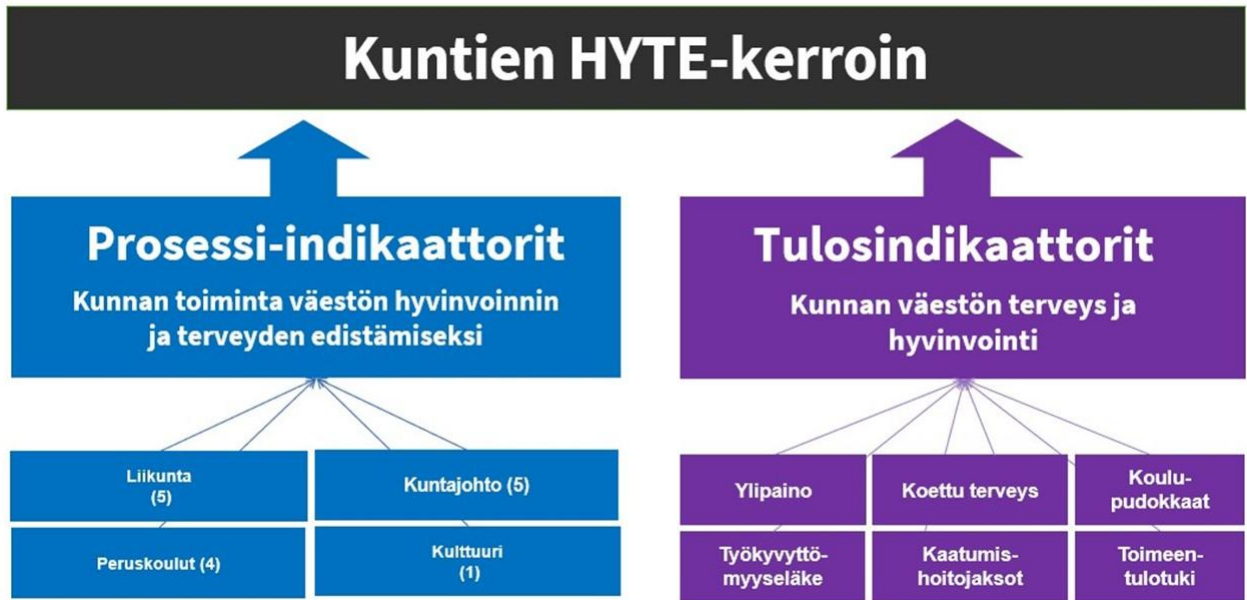 Kuntien HYTE-kerroin
Prosessi-indikaattorit
Kunnan toiminta väestön hyvinvoinnin
ja terveyden edistämiseksi
Liikunta
(5)
Kuntajohto (5)
Peruskoulut (4)
Kulttuuri
(1)
Tulosindikaattorit
Kunnan väestön terveys ja
hyvinvointi
Ylipaino
Koettu terveys
Koulu-
pudokkaat
Työkyvyttö-
myyseläke
Kaatumis-
hoitojaksot
Toimeen-
tulotuki